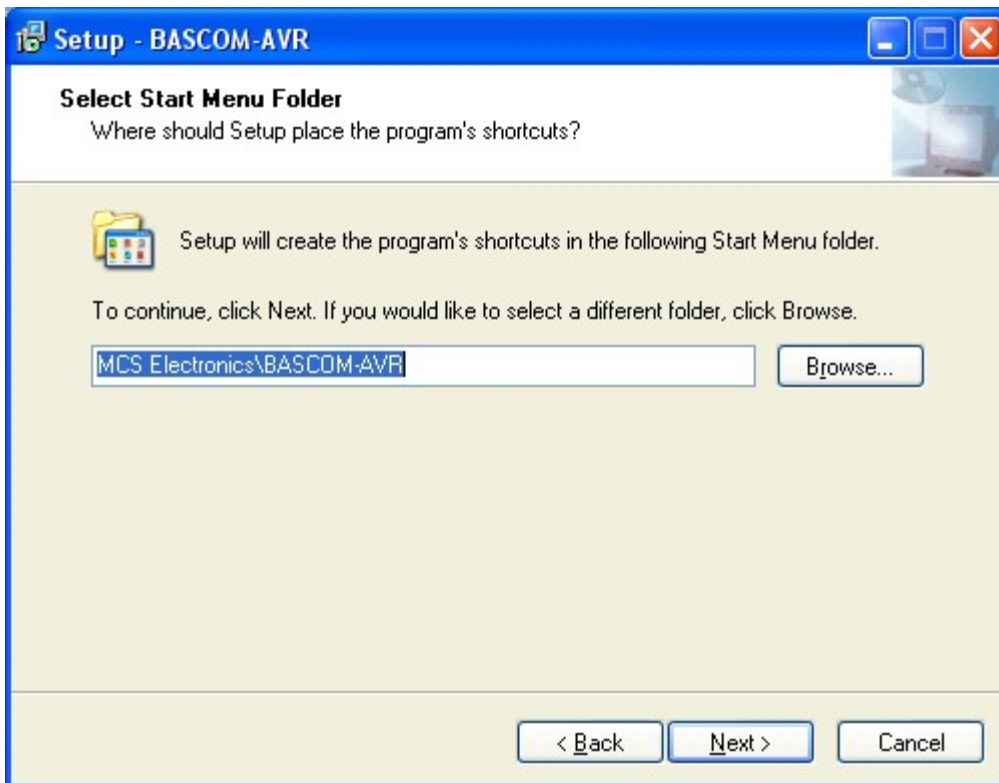 Setup - BASCOM-AVR
Select Start Menu Folder
Where should Setup place the program's shortcuts?
Setup will create the program's shortcuts in the following Start Menu folder.
To continue, click Next. If you would like to select a different folder, click Browse.
MCS Electronics\BASCOM-AVR
Browse...
< Back
Next >
Cancel